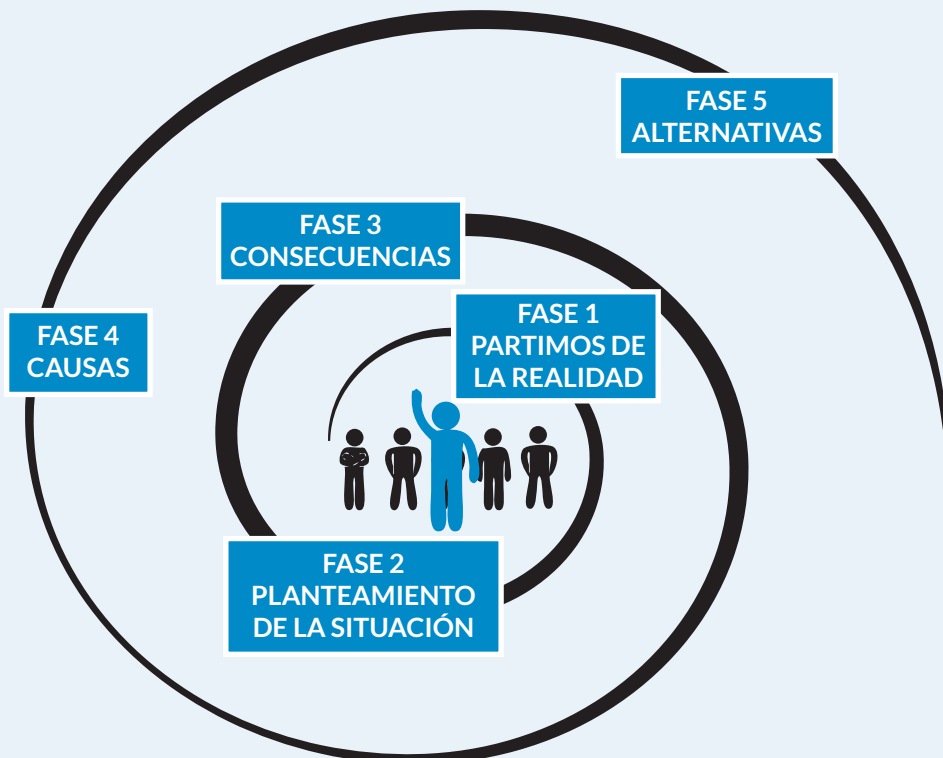 FASE 5
ALTERNATIVAS
FASE 3
CONSECUENCIAS
FASE 1
PARTIMOS DE
LA REALIDAD
FASE 4
CAUSAS
FASE 2
PLANTEAMIENTO
DE LA SITUACIÓN